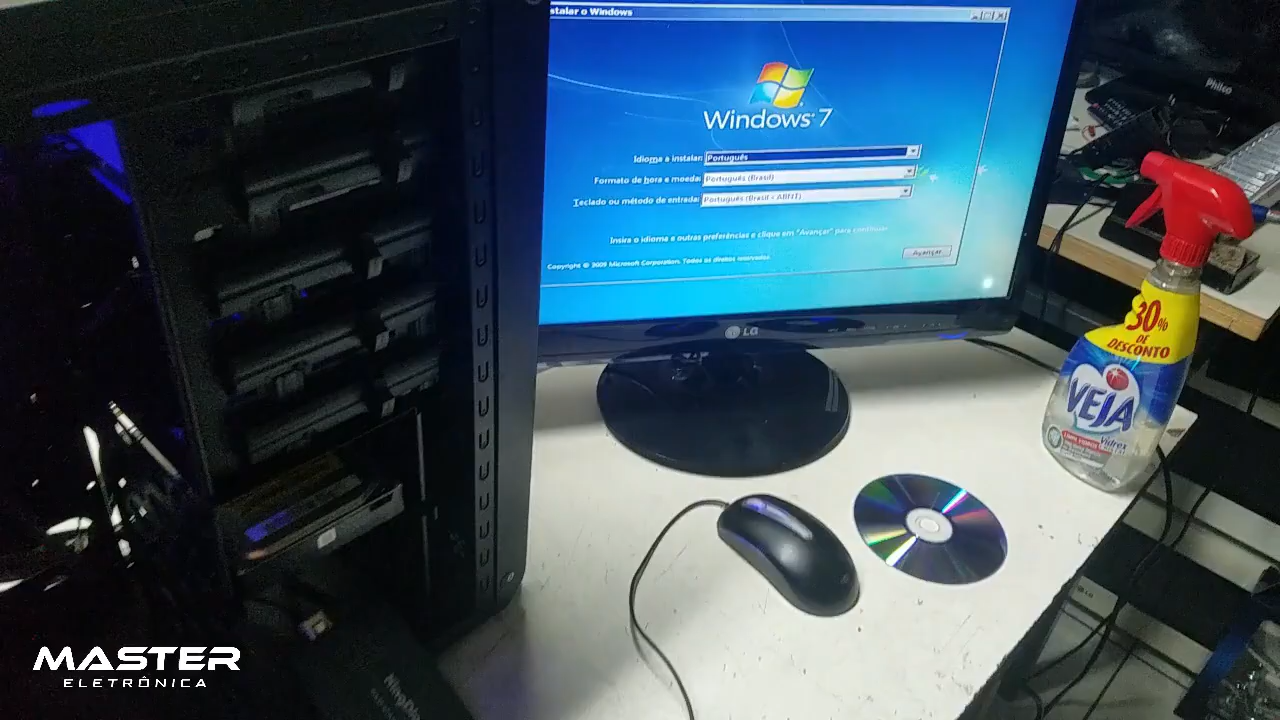 stalar o Windows
Windows 7
Idioma a instalar:
Português
Formato de hora e moeda:
Português (Brasil)
Teclado ou método de entrada:
Português (Brasil - ABNT)
Insira o idioma e outras preferências e clique em "Avançar" para continuar.
Copyright © 2009 Microsoft Corporation. Todos os direitos reservados.
Avançar
LG
Philco
30%
DE
DESCONTO
VEJA
Vidrex
MASTER
ELETRÔNICA